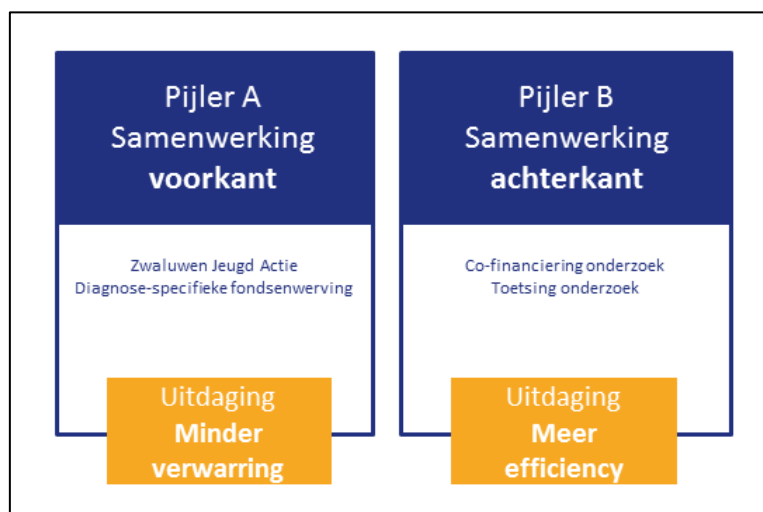 Pijler A
Samenwerking
voorkant
Zwaluwen Jeugd Actie
Diagnose-specifieke fondsenwerving
Uitdaging
Minder
verwarring
Pijler B
Samenwerking
achterkant
Co-financiering onderzoek
Toetsing onderzoek
Uitdaging
Meer
efficiency